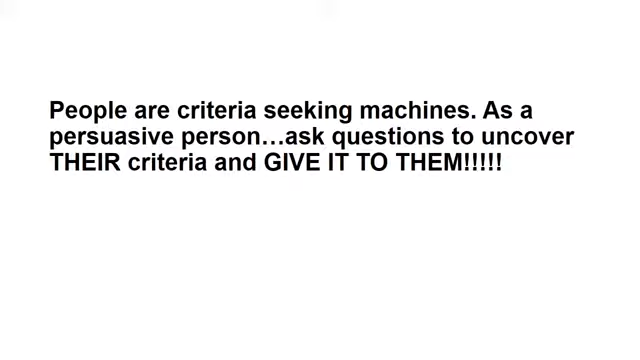 People are criteria seeking machines. As a
persuasive person…ask questions to uncover
THEIR criteria and GIVE IT TO THEM!!!!!